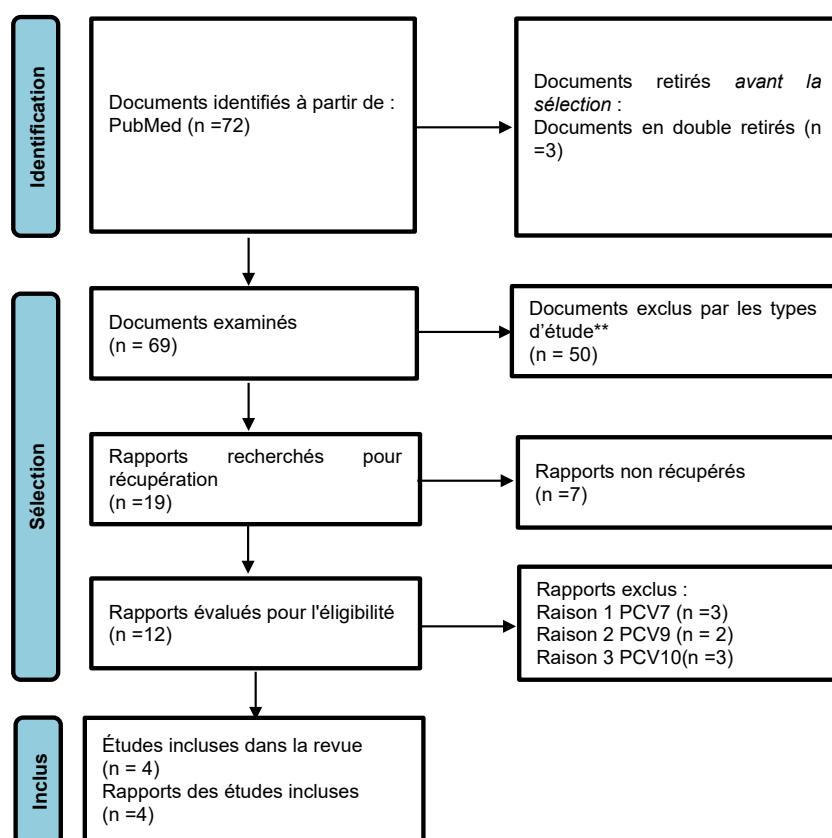 Identification
Documents identifiés à partir de :
PubMed (n =72)
Documents retirés avant la
sélection :
Documents en double retirés (n
=3)
Sélection
Documents examinés
(n = 69)
Documents exclus par les types
d'étude**
(n = 50)
Rapports recherchés pour
récupération
(n =19)
Rapports non récupérés
(n =7)
Rapports évalués pour l'éligibilité
(n =12)
Rapports exclus :
Raison 1 PCV7 (n =3)
Raison 2 PCV9 (n = 2)
Raison 3 PCV10(n =3)
Inclus
Études incluses dans la revue
(n = 4)
Rapports des études incluses
(n =4)